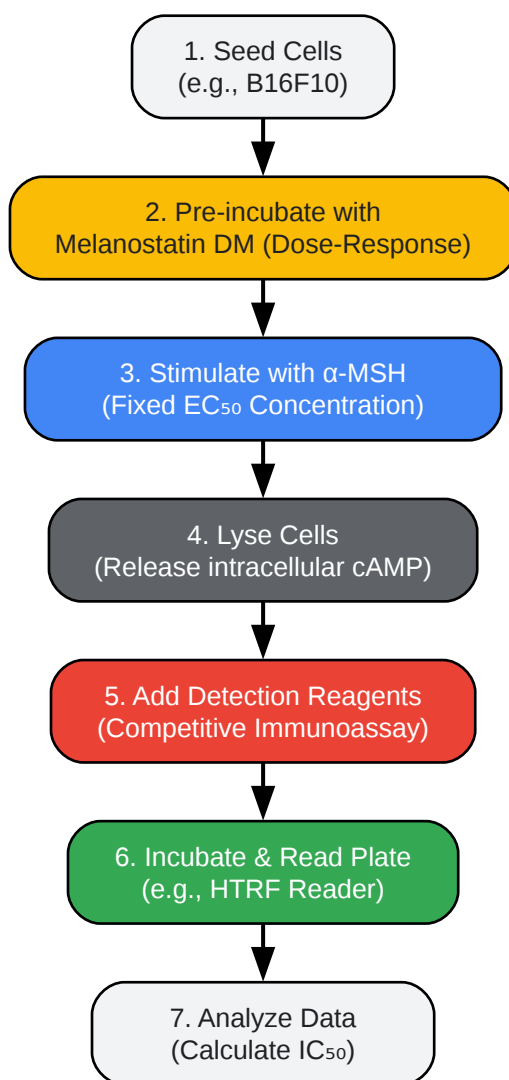 1. Seed Cells
(e.g., B16F10)
2. Pre-incubate with
Melanostatin DM (Dose-Response)
3. Stimulate with α-MSH
(Fixed EC₅₀ Concentration)
4. Lyse Cells
(Release intracellular cAMP)
5. Add Detection Reagents
(Competitive Immunoassay)
6. Incubate & Read Plate
(e.g., HTRF Reader)
7. Analyze Data
(Calculate IC₅₀)